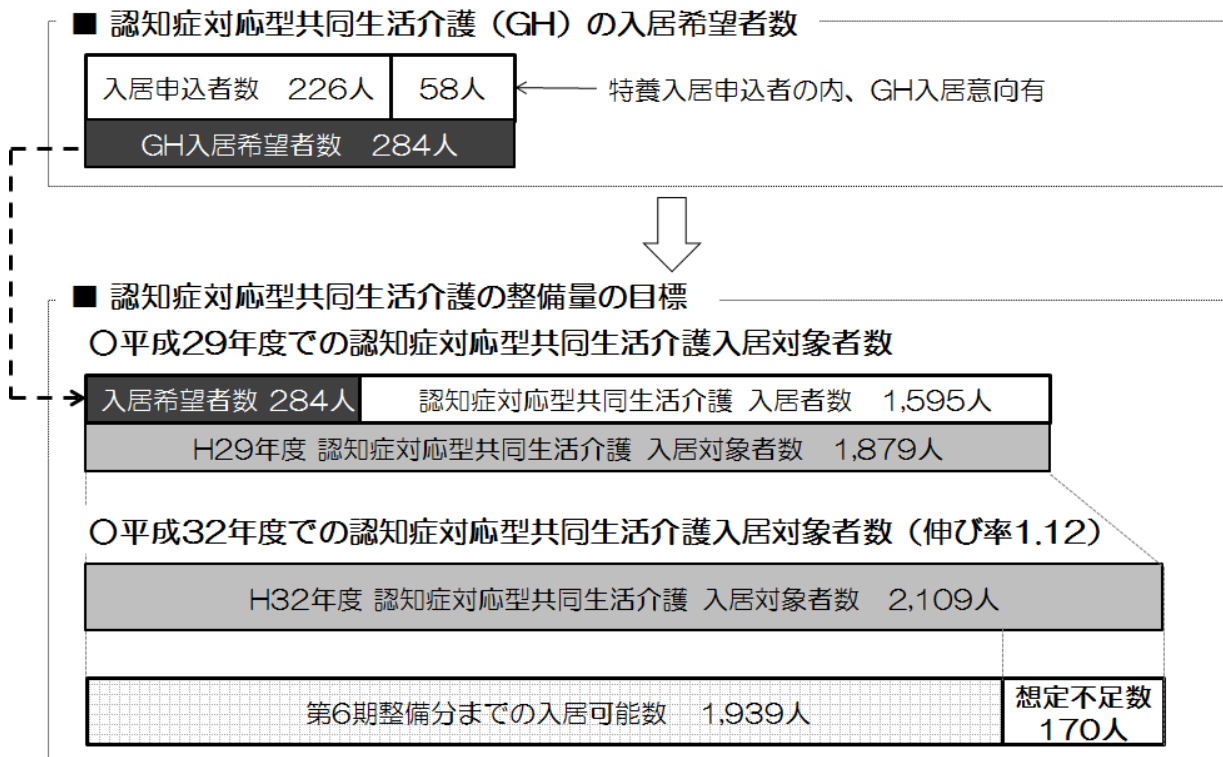 ■ 認知症対応型共同生活介護（GH）の入居希望者数
入居申込者数 226人
58人
特養入居申込者の内、GH入居意向有
GH入居希望者数 284人
■ 認知症対応型共同生活介護の整備量の目標
○平成29年度での認知症対応型共同生活介護入居対象者数
入居希望者数 284人
認知症対応型共同生活介護 入居者数 1,595人
H29年度 認知症対応型共同生活介護 入居対象者数 1,879人
○平成32年度での認知症対応型共同生活介護入居対象者数（伸び率1.12）
H32年度 認知症対応型共同生活介護 入居対象者数 2,109人
第6期整備分までの入居可能数 1,939人
想定不足数
170人